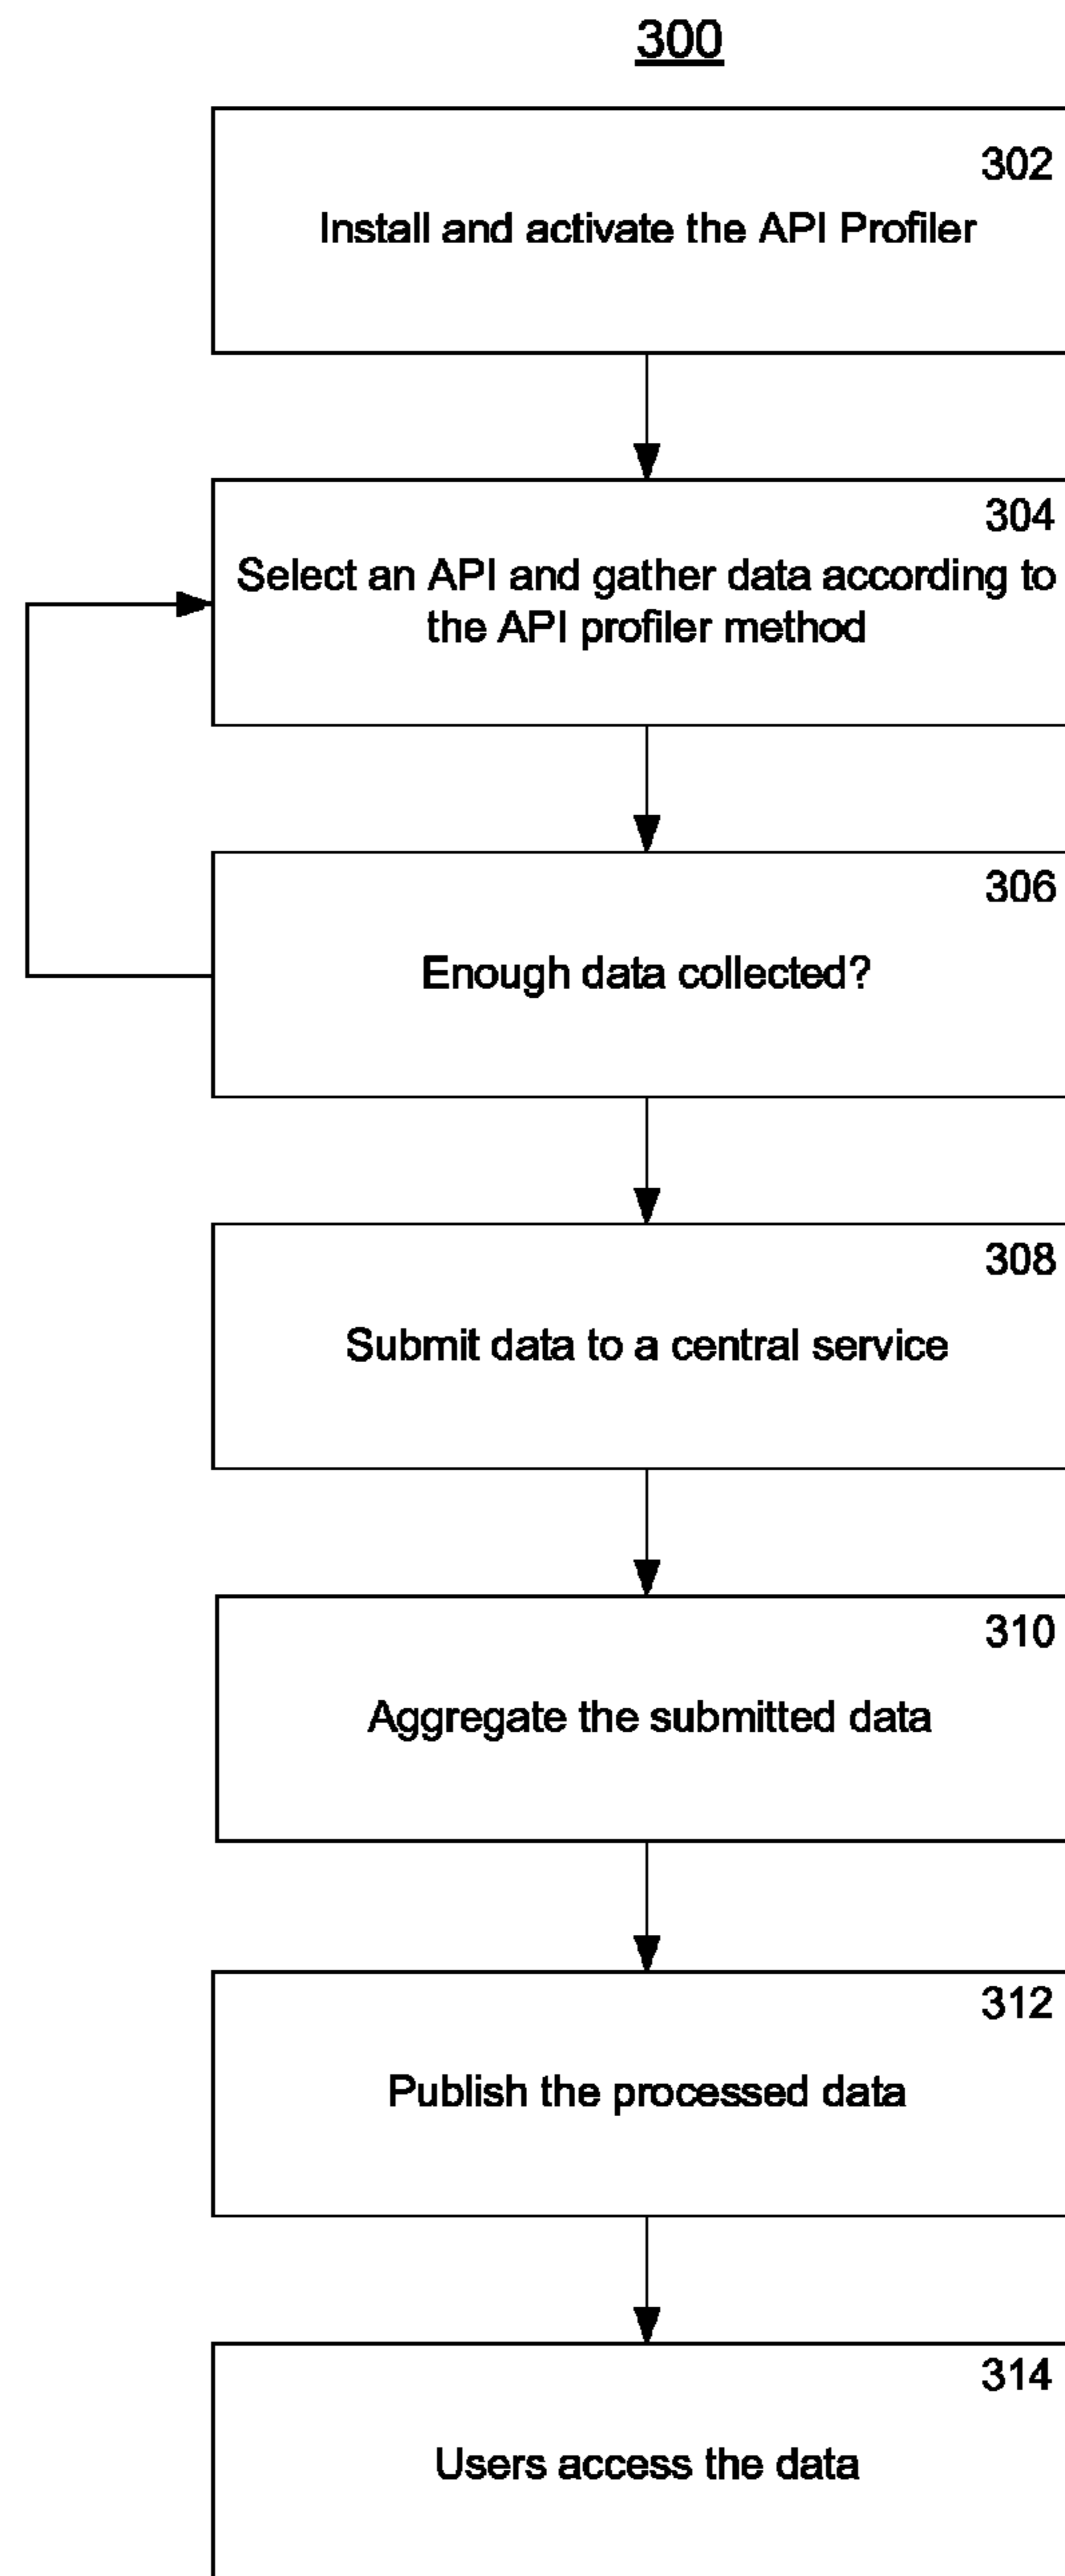 300
302
Install and activate the API Profiler
304
Select an API and gather data according to
the API profiler method
306
Enough data collected?
308
Submit data to a central service
310
Aggregate the submitted data
312
Publish the processed data
314
Users access the data